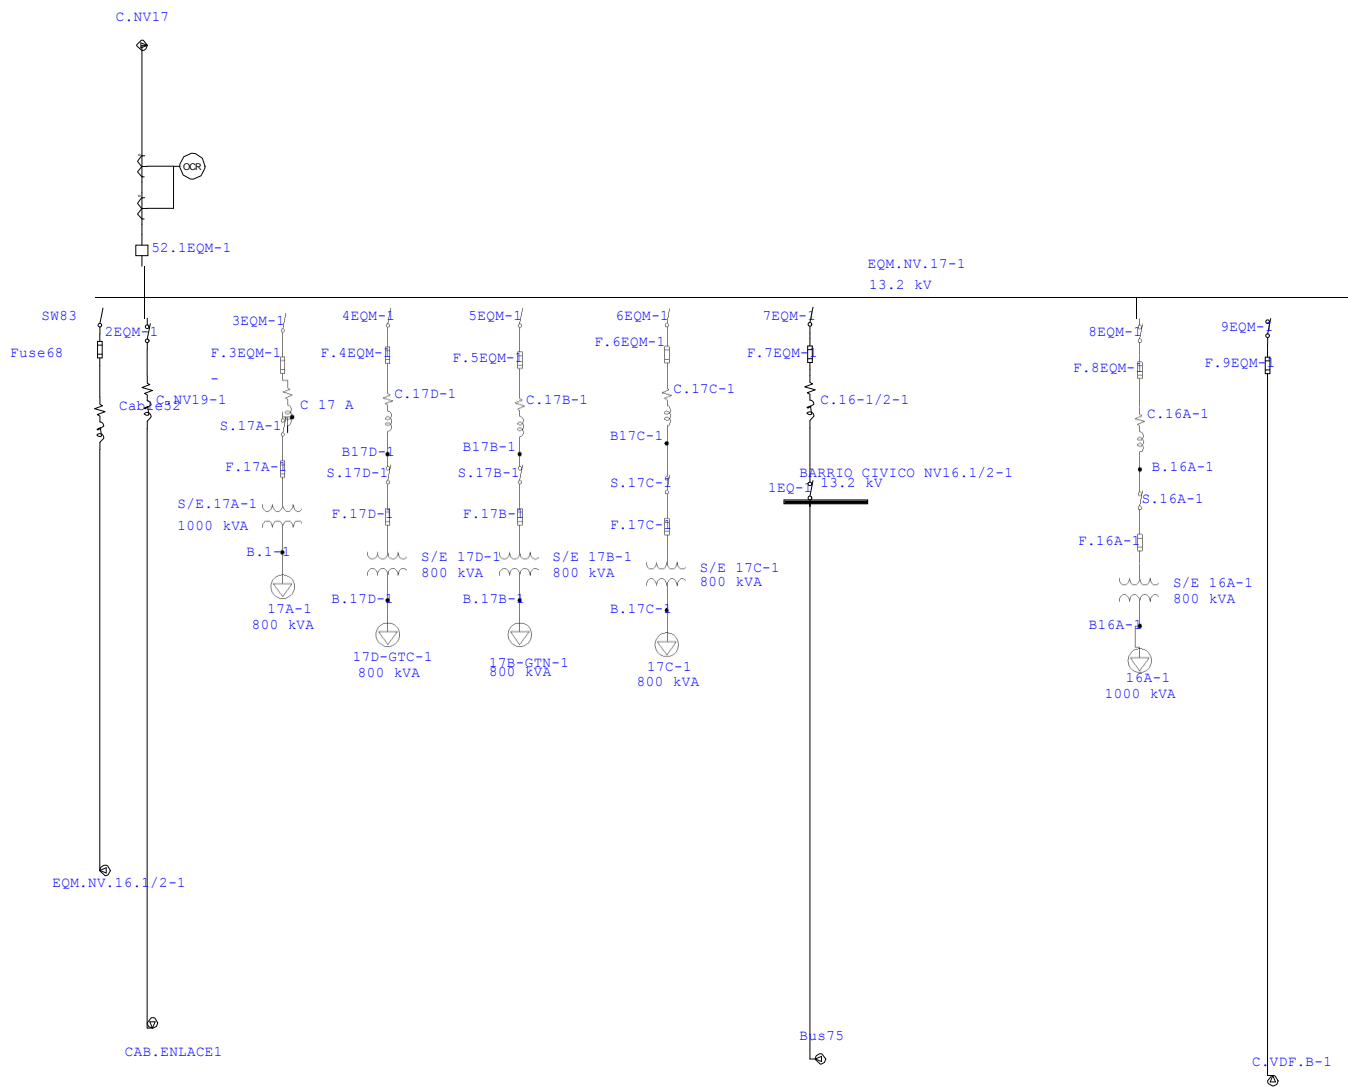 C.NV17
OCR
52.1EQM-1
EQM.NV.17-1
13.2 kV
SW83
2EQM-1
3EQM-1
4EQM-1
5EQM-1
6EQM-1
7EQM-1
8EQM-1
9EQM-1
Fuse68
F.3EQM-1
F.4EQM-1
F.5EQM-1
F.6EQM-1
F.7EQM-1
F.8EQM-1
F.9EQM-1
-
Cable52
C.NV19-1
C 17 A
C.17D-1
C.17B-1
C.17C-1
C.16-1/2-1
C.16A-1
S.17A-1
B17D-1
B17B-1
B17C-1
B.16A-1
F.17A-1
S.17D-1
S.17B-1
S.17C-1
BARRIO CIVICO NV16.1/2-1
1EQ-1
13.2 kV
S.16A-1
S/E.17A-1
1000 kVA
F.17D-1
F.17B-1
F.17C-1
F.16A-1
B.1-1
S/E 17D-1
800 kVA
S/E 17B-1
800 kVA
S/E 17C-1
800 kVA
S/E 16A-1
800 kVA
17A-1
800 kVA
B.17D-1
B.17B-1
B.17C-1
B16A-1
17D-GTC-1
800 kVA
17B-GTN-1
800 kVA
17C-1
800 kVA
16A-1
1000 kVA
EQM.NV.16.1/2-1
CAB.ENLACE1
Bus75
C.VDF.B-1